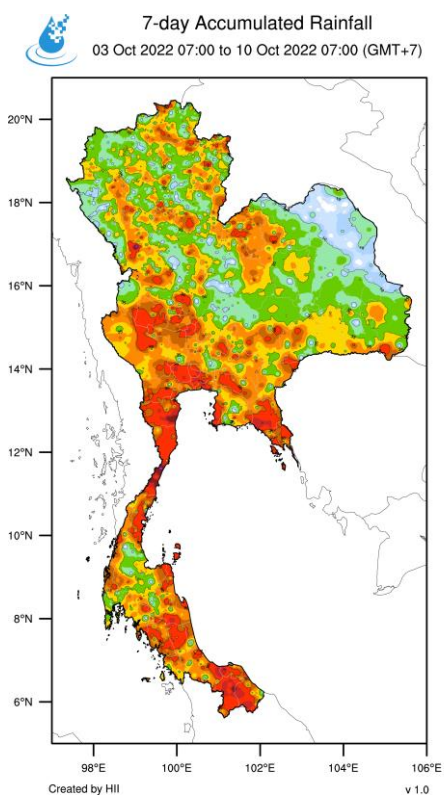 7-day Accumulated Rainfall
03 Oct 2022 07:00 to 10 Oct 2022 07:00 (GMT+7)
20°N
18°N
16°N
14°N
12°N
10°N
8°N
6°N
98°E 100°E 102°E 104°E 106°E
Created by HII v 1.0